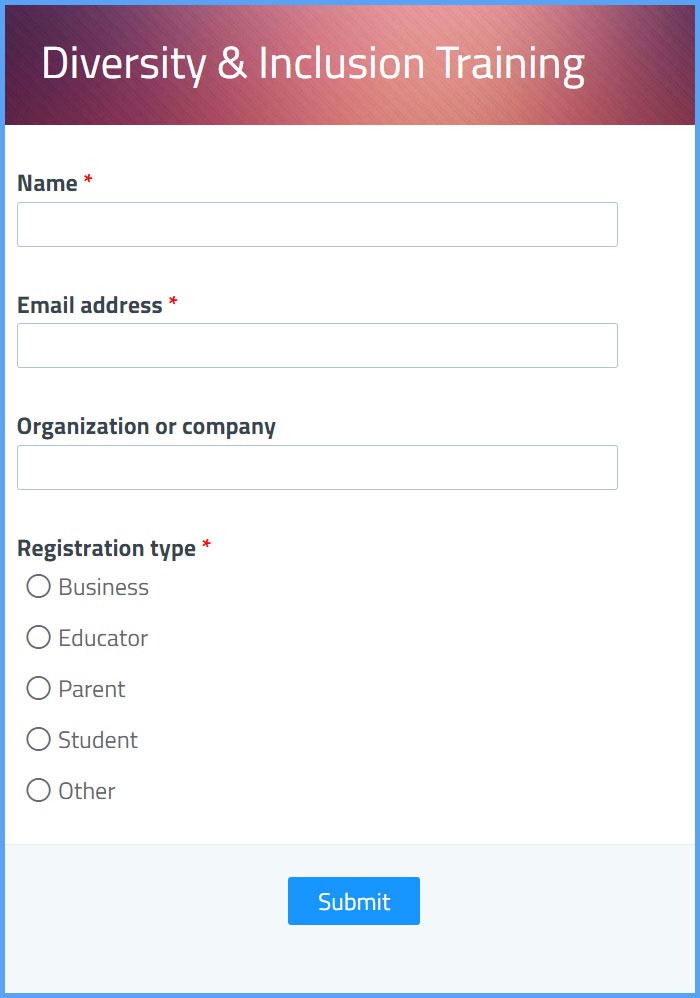 Diversity & Inclusion Training
Name *
Email address *
Organization or company
Registration type *
Business
Educator
Parent
Student
Other
Submit